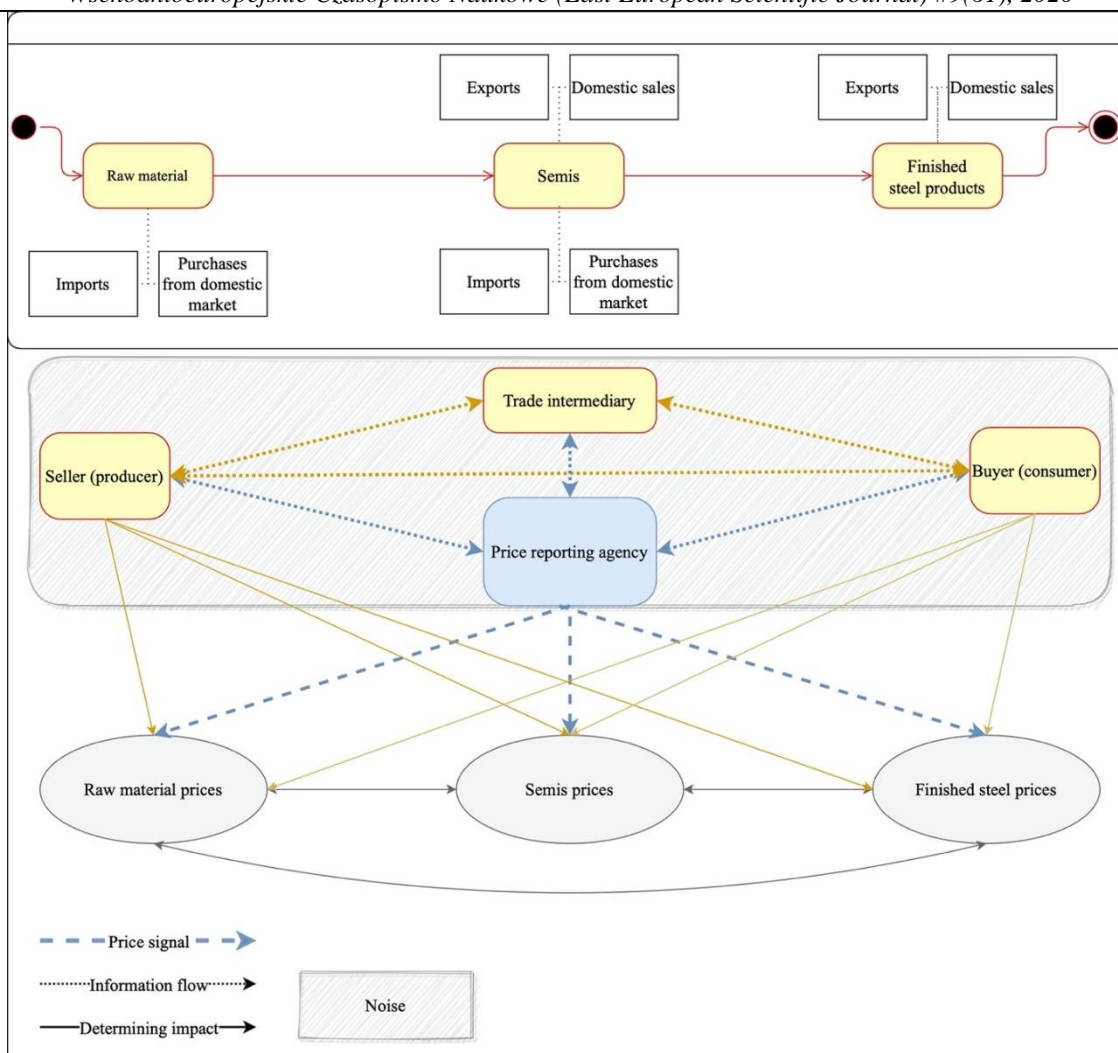 Wschodnioeuropejskie Czasopismo Naukowe (East European Scientific Journal) #9(61), 2020
Exports
Domestic sales
Exports
Domestic sales
Raw material
Semis
Finished
steel products
Imports
Purchases
from domestic
market
Imports
Purchases
from domestic
market
Trade intermediary
Seller (producer)
Buyer (consumer)
Price reporting agency
Raw material prices
Semis prices
Finished steel prices
Price signal
Information flow
Determining impact
Noise